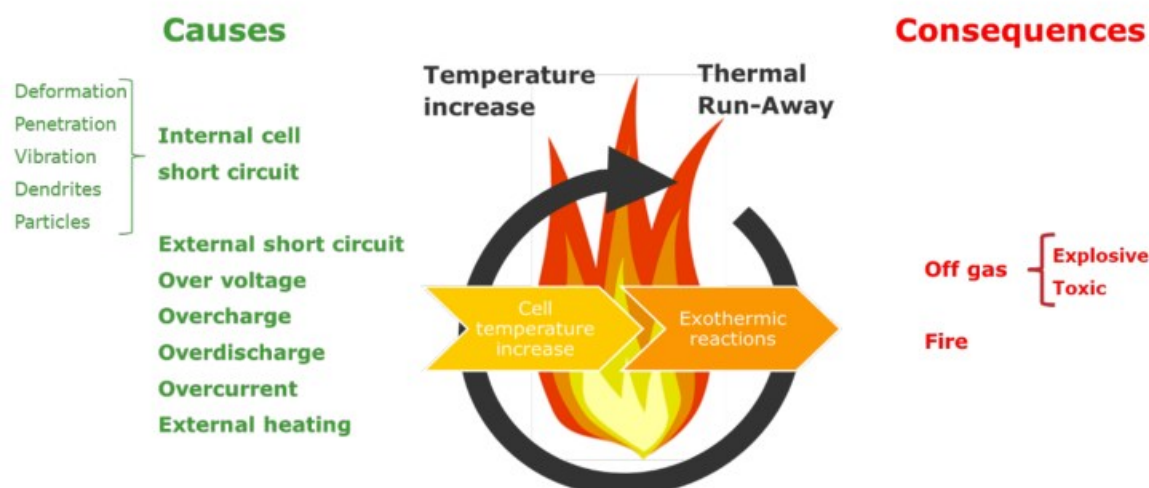 Causes
Deformation
Penetration
Vibration
Dendrites
Particles
Internal cell
short circuit
External short circuit
Over voltage
Overcharge
Overdischarge
Overcurrent
External heating
Temperature
increase
Thermal
Run-Away
Cell
temperature
increase
Exothermic
reactions
Consequences
Off gas
Explosive
Toxic
Fire